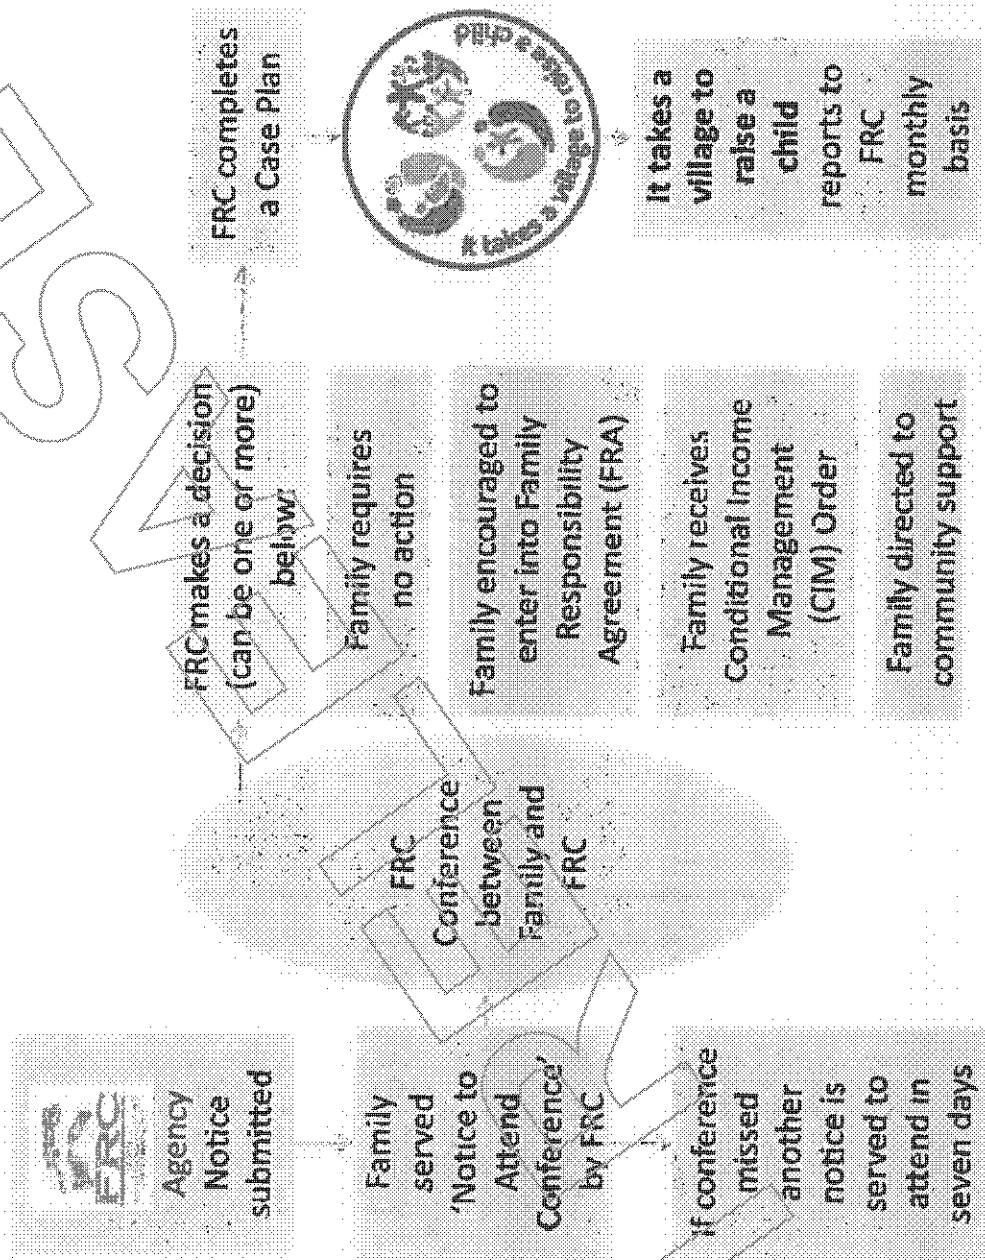 FRC
Agency
Notice
submitted
Family
served
'Notice to
Attend
Conference'
by FRC
If conference
missed
another
notice is
served to
attend in
seven days
FRC
Conference
between
Family and
FRC
FRC makes a decision
(can be one or more)
below:
Family requires
no action
Family encouraged to
enter into Family
Responsibility
Agreement (FRA)
Family receives
Conditional Income
Management
(CIM) Order
Family directed to
community support
FRC completes
a Case Plan
It takes a village to raise a child
It takes a
village to
raise a
child
reports to
FRC
monthly
basis